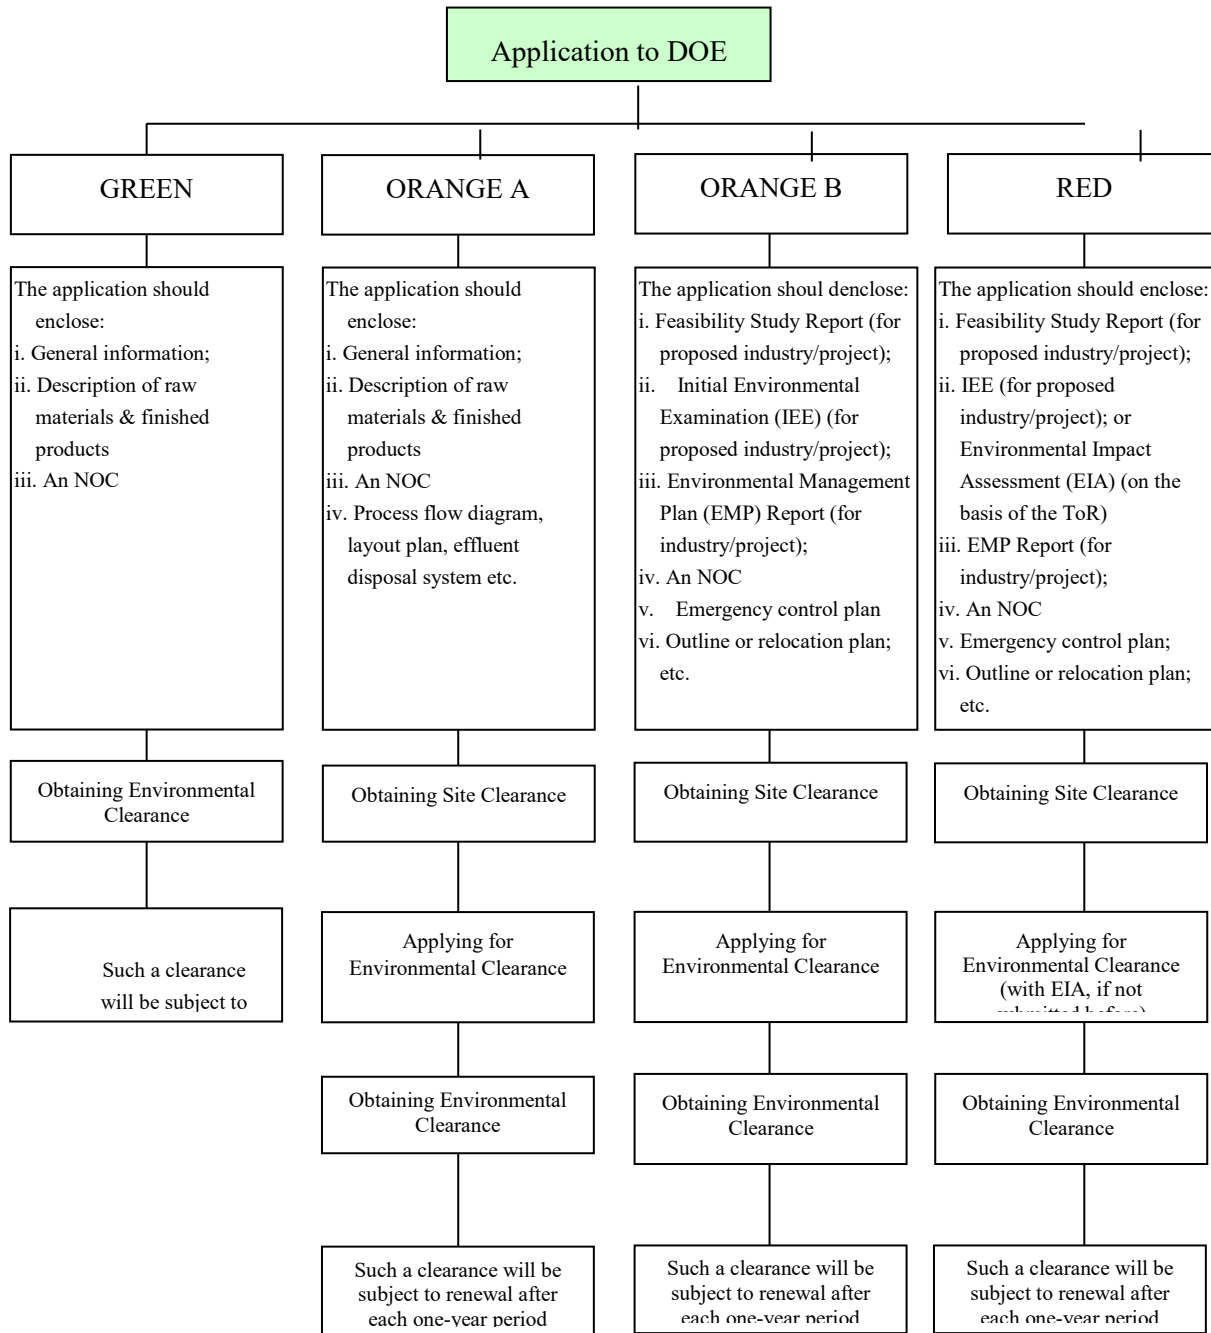 Application to DOE
GREEN
ORANGE A
ORANGE B
RED
The application should
enclose:
i. General information;
ii. Description of raw
materials & finished
products
iii. An NOC
The application should
enclose:
i. General information;
ii. Description of raw
materials & finished
products
iii. An NOC
iv. Process flow diagram,
layout plan, effluent
disposal system etc.
The application shoul denclose:
i. Feasibility Study Report (for
proposed industry/project);
ii. Initial Environmental
Examination (IEE) (for
proposed industry/project);
iii. Environmental Management
Plan (EMP) Report (for
industry/project);
iv. An NOC
v. Emergency control plan
vi. Outline or relocation plan;
etc.
The application should enclose:
i. Feasibility Study Report (for
proposed industry/project);
ii. IEE (for proposed
industry/project); or
Environmental Impact
Assessment (EIA) (on the
basis of the ToR)
iii. EMP Report (for
industry/project);
iv. An NOC
v. Emergency control plan;
vi. Outline or relocation plan;
etc.
Obtaining Environmental
Clearance
Obtaining Site Clearance
Obtaining Site Clearance
Obtaining Site Clearance
Such a clearance
will be subject to
Applying for
Environmental Clearance
Applying for
Environmental Clearance
Applying for
Environmental Clearance
(with EIA, if not
submitted before)
Obtaining Environmental
Clearance
Obtaining Environmental
Clearance
Obtaining Environmental
Clearance
Such a clearance will be
subject to renewal after
each one-year period
Such a clearance will be
subject to renewal after
each one-year period
Such a clearance will be
subject to renewal after
each one-year period